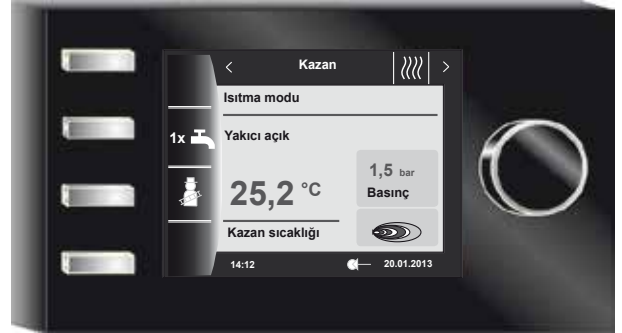 Kazan
Isıtma modu
1x
Yakıcı açık
25,2 °C
1,5 bar
Basınç
Kazan sıcaklığı
14:12
20.01.2013